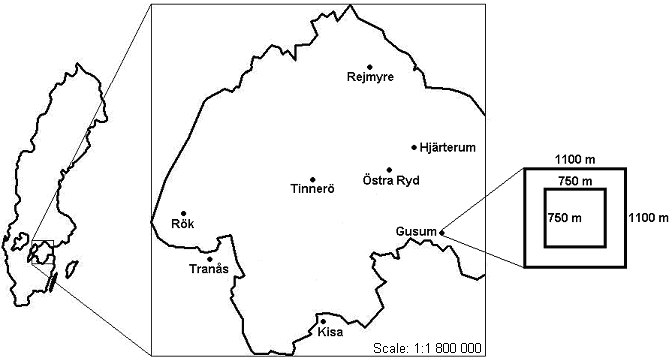 Rejmyre
Hjärterum
Östra Ryd
Tinnerö
Rök
Gusum
Tranås
Kisa
Scale: 1:1 800 000
1100 m
750 m
750 m
1100 m